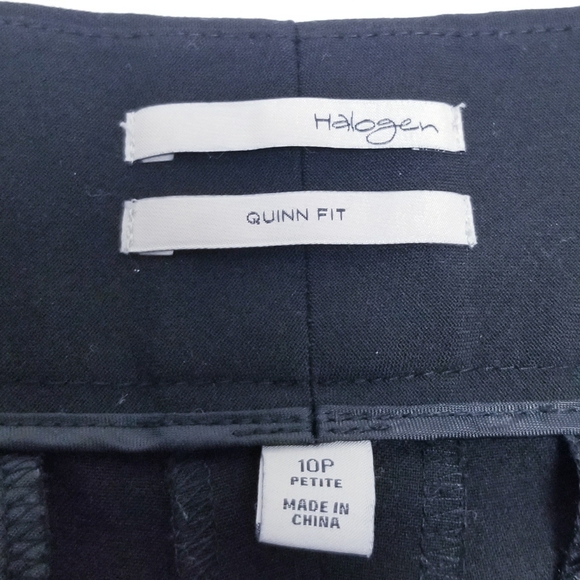 Halogen
QUINN FIT
10P
PETITE
MADE IN
CHINA